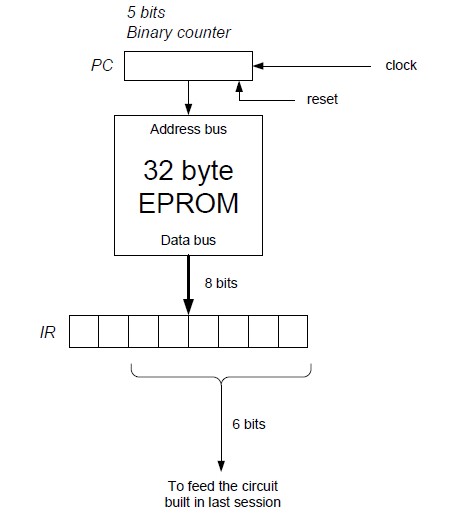 5 bits
Binary counter
PC
clock
reset
Address bus
32 byte
EPROM
Data bus
8 bits
IR
6 bits
To feed the circuit
built in last session